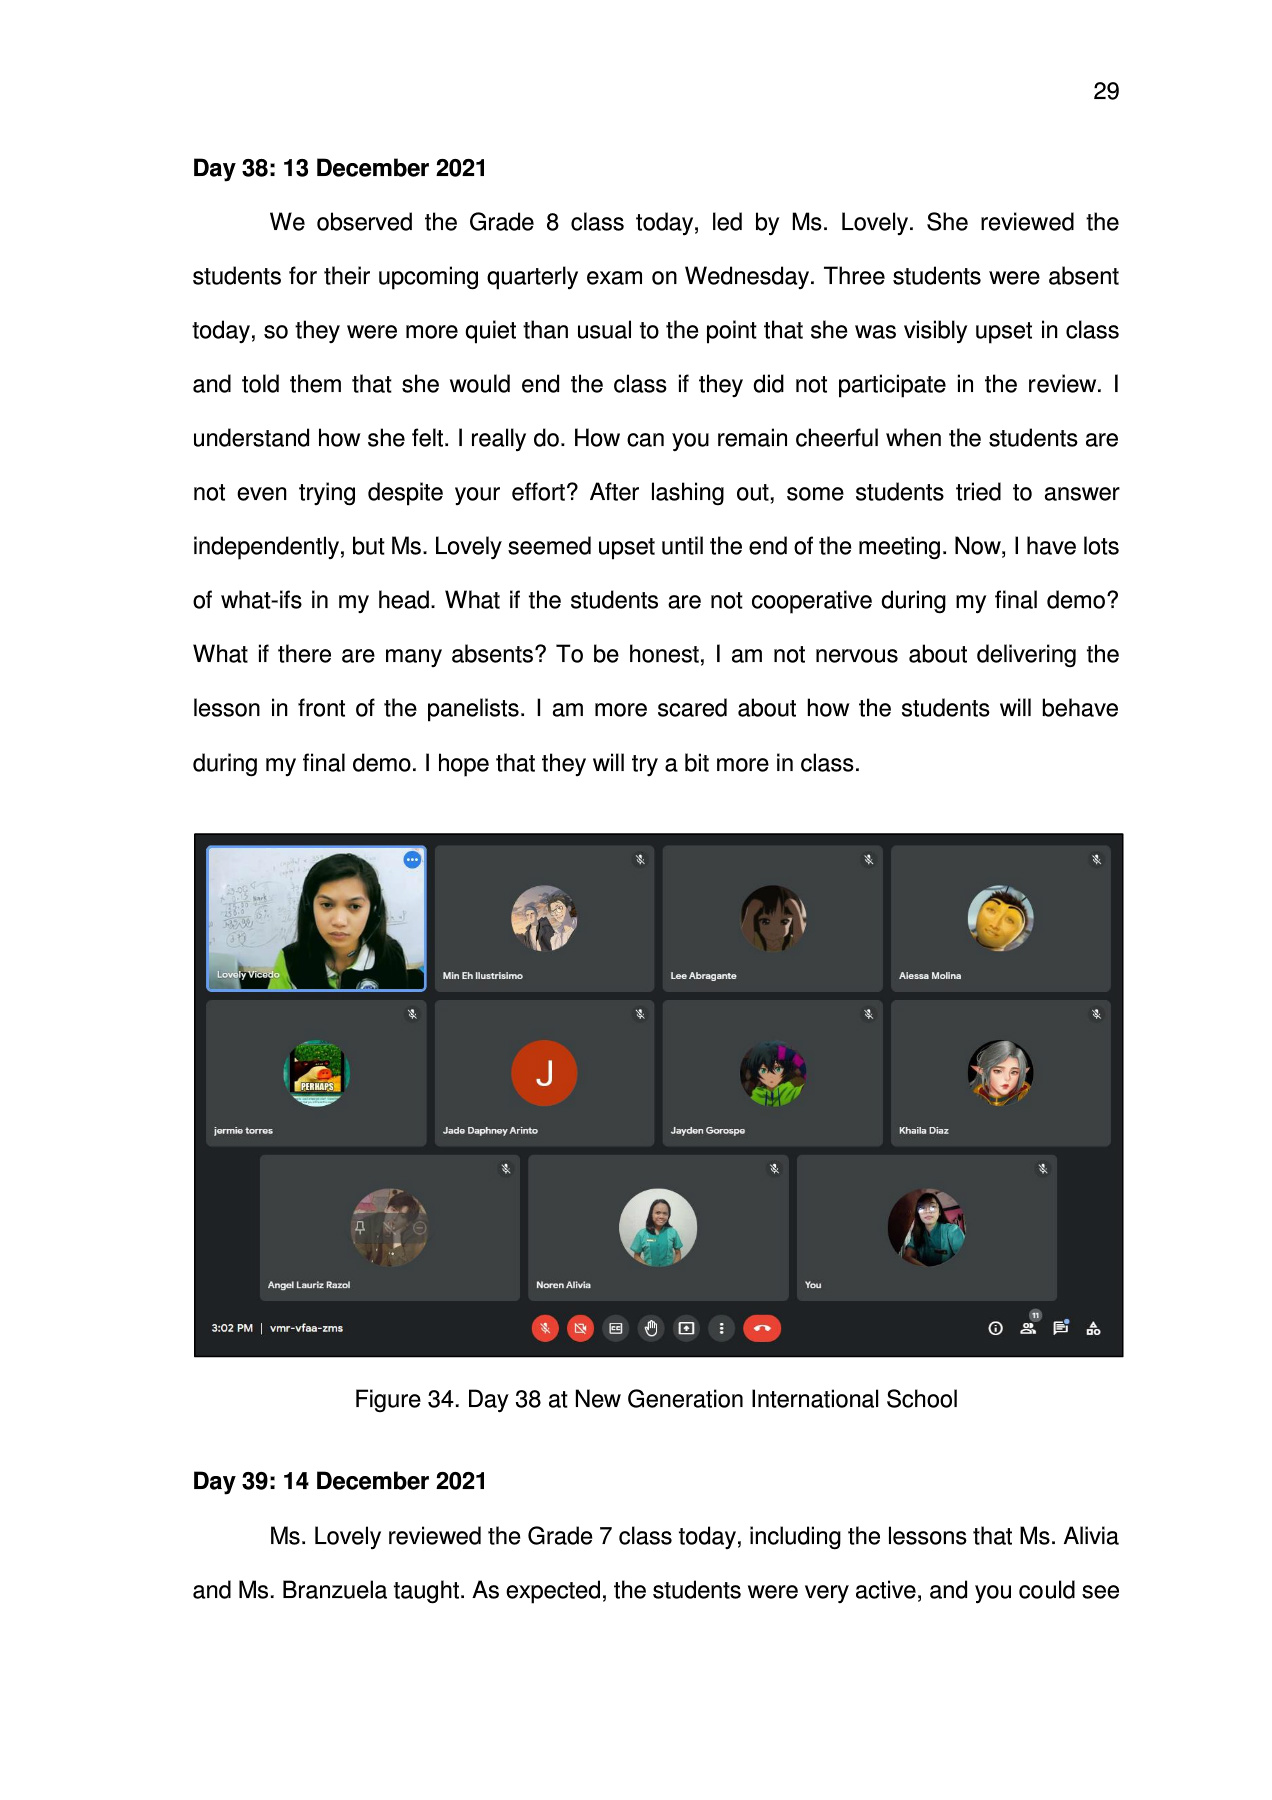 29
Day 38: 13 December 2021
We observed the Grade 8 class today, led by Ms. Lovely. She reviewed the
students for their upcoming quarterly exam on Wednesday. Three students were absent
today, so they were more quiet than usual to the point that she was visibly upset in class
and told them that she would end the class if they did not participate in the review. I
understand how she felt. I really do. How can you remain cheerful when the students are
not even trying despite your effort? After lashing out, some students tried to answer
independently, but Ms. Lovely seemed upset until the end of the meeting. Now, I have lots
of what-ifs in my head. What if the students are not cooperative during my final demo?
What if there are many absents? To be honest, I am not nervous about delivering the
lesson in front of the panelists. I am more scared about how the students will behave
during my final demo. I hope that they will try a bit more in class.
Lovely Vicedo
Min Eh Ilustrisimo
Lee Abragante
Alessa Molina
PERHAPS
J
jermie torres
Jade Daphney Arinto
Jayden Gorospe
Khaila Diaz
Angel Lauriz Razol
Noren Alivia
You
3:02 PM | vmr-vfaa-zms
11
Figure 34. Day 38 at New Generation International School
Day 39: 14 December 2021
Ms. Lovely reviewed the Grade 7 class today, including the lessons that Ms. Alivia
and Ms. Branzuela taught. As expected, the students were very active, and you could see